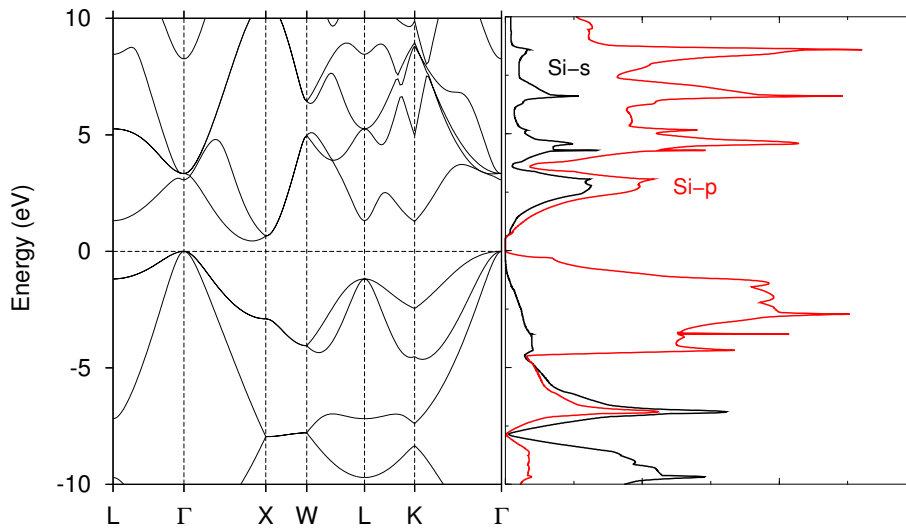 10
5
0
-5
-10
Energy (eV)
L Γ X W L K Γ
Si−s
Si−p